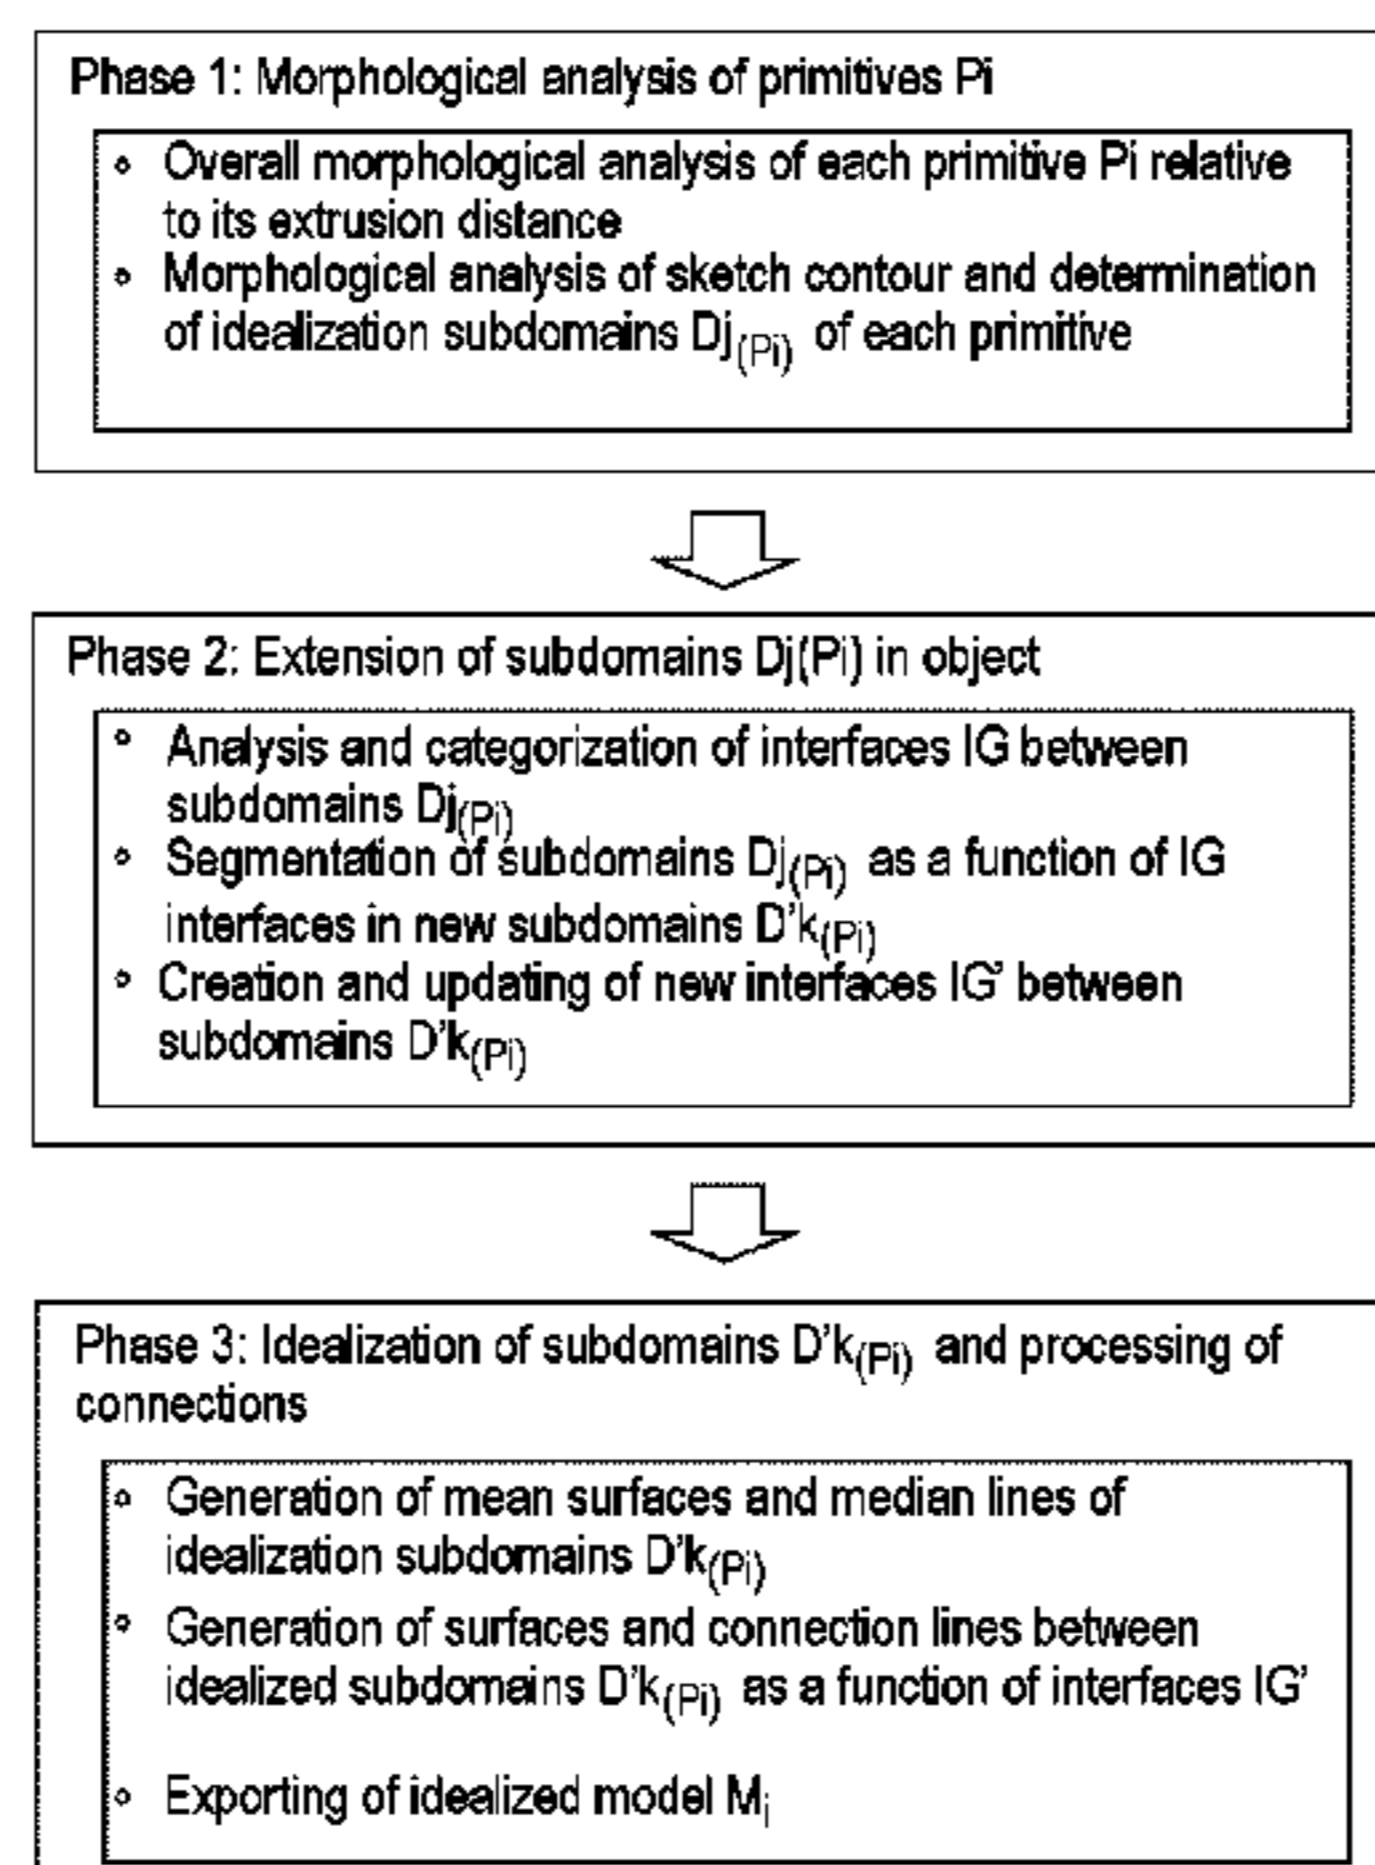 Phase 1: Morphological analysis of primitives Pi
∘ Overall morphological analysis of each primitive Pi relative
to its extrusion distance
∘ Morphological analysis of sketch contour and determination
of idealization subdomains Dj(Pi) of each primitive
Phase 2: Extension of subdomains Dj(Pi) in object
∘ Analysis and categorization of interfaces IG between
subdomains Dj(Pi)
∘ Segmentation of subdomains Dj(Pi) as a function of IG
interfaces in new subdomains D'k(Pi)
∘ Creation and updating of new interfaces IG' between
subdomains D'k(Pi)
Phase 3: Idealization of subdomains D'k(Pi) and processing of
connections
∘ Generation of mean surfaces and median lines of
idealization subdomains D'k(Pi)
∘ Generation of surfaces and connection lines between
idealized subdomains D'k(Pi) as a function of interfaces IG'
∘ Exporting of idealized model Mi